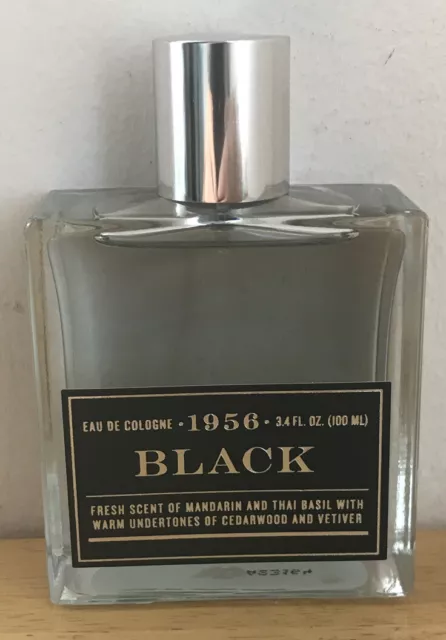 EAU DE COLOGNE • 1956 • 3.4 FL. OZ. (100 ML)
BLACK
FRESH SCENT OF MANDARIN AND THAI BASIL WITH
WARM UNDERTONES OF CEDARWOOD AND VETIVER